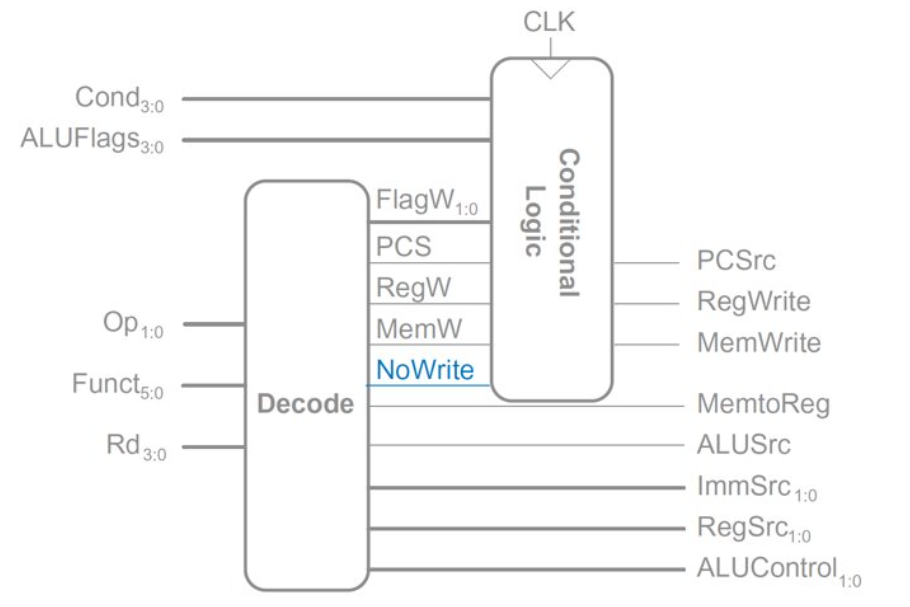 CLK
Cond3:0
ALUFlags3:0
Conditional
Logic
FlagW1:0
PCS
RegW
MemW
NoWrite
PCSrc
RegWrite
MemWrite
Op1:0
Funct5:0
Rd3:0
Decode
MemtoReg
ALUSrc
ImmSrc1:0
RegSrc1:0
ALUControl1:0